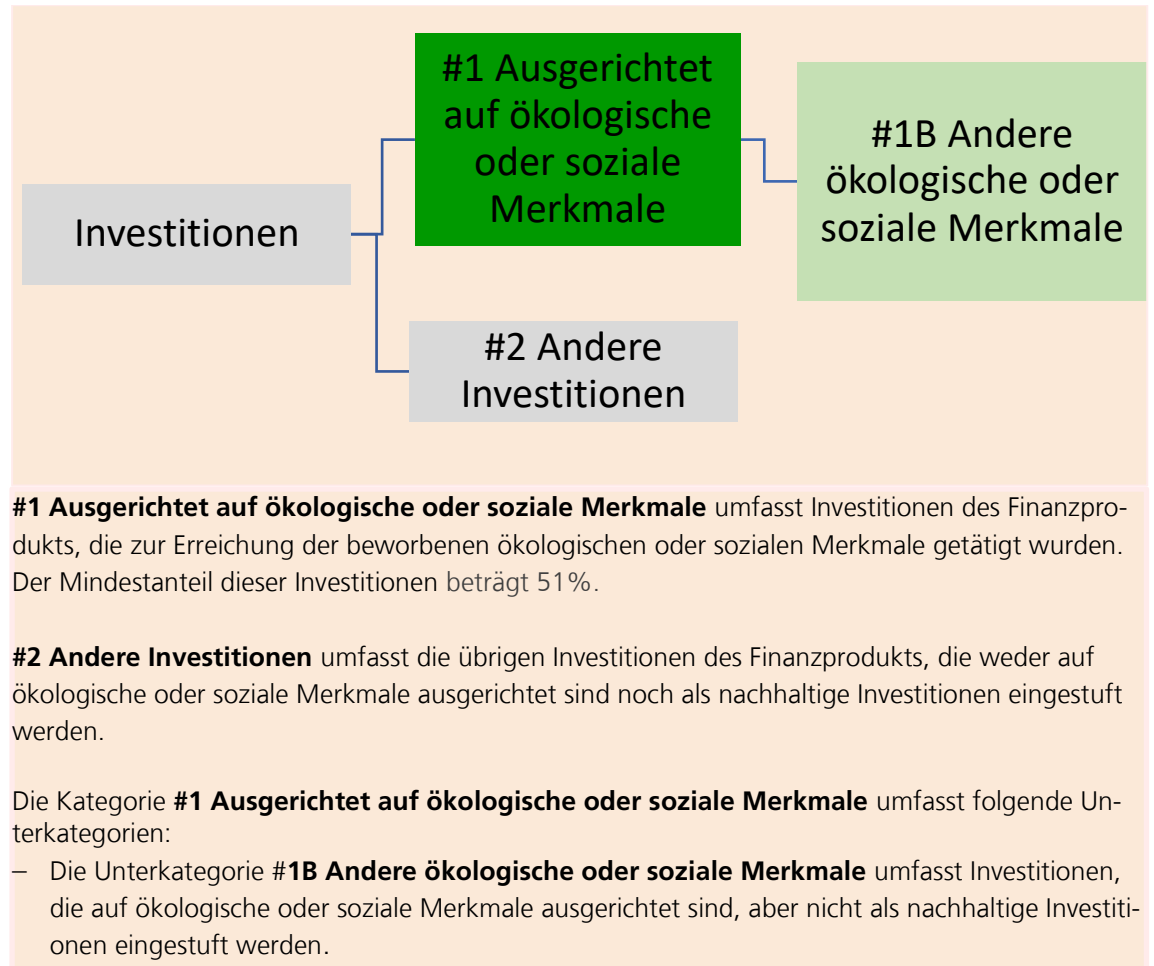 #1 Ausgerichtet
auf ökologische
oder soziale
Merkmale
#1B Andere
ökologische oder
soziale Merkmale
Investitionen
#2 Andere
Investitionen
#1 Ausgerichtet auf ökologische oder soziale Merkmale umfasst Investitionen des Finanzpro-
dukts, die zur Erreichung der beworbenen ökologischen oder sozialen Merkmale getätigt wurden.
Der Mindestanteil dieser Investitionen beträgt 51%.
#2 Andere Investitionen umfasst die übrigen Investitionen des Finanzprodukts, die weder auf
ökologische oder soziale Merkmale ausgerichtet sind noch als nachhaltige Investitionen eingestuft
werden.
Die Kategorie #1 Ausgerichtet auf ökologische oder soziale Merkmale umfasst folgende Un-
terkategorien:
– Die Unterkategorie #1B Andere ökologische oder soziale Merkmale umfasst Investitionen,
die auf ökologische oder soziale Merkmale ausgerichtet sind, aber nicht als nachhaltige Investiti-
onen eingestuft werden.